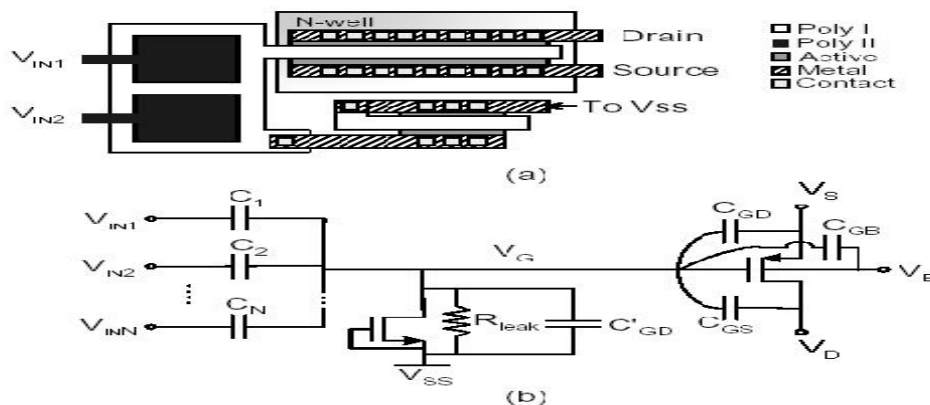 N-well
Drain
Source
To Vss
VIN1
VIN2
Poly I
Poly II
Active
Metal
Contact
(a)
VIN1
C1
VIN2
C2
VINN
CN
VG
Rleak
C'GD
VSS
CGD
VS
CGB
VB
CGS
VD
(b)